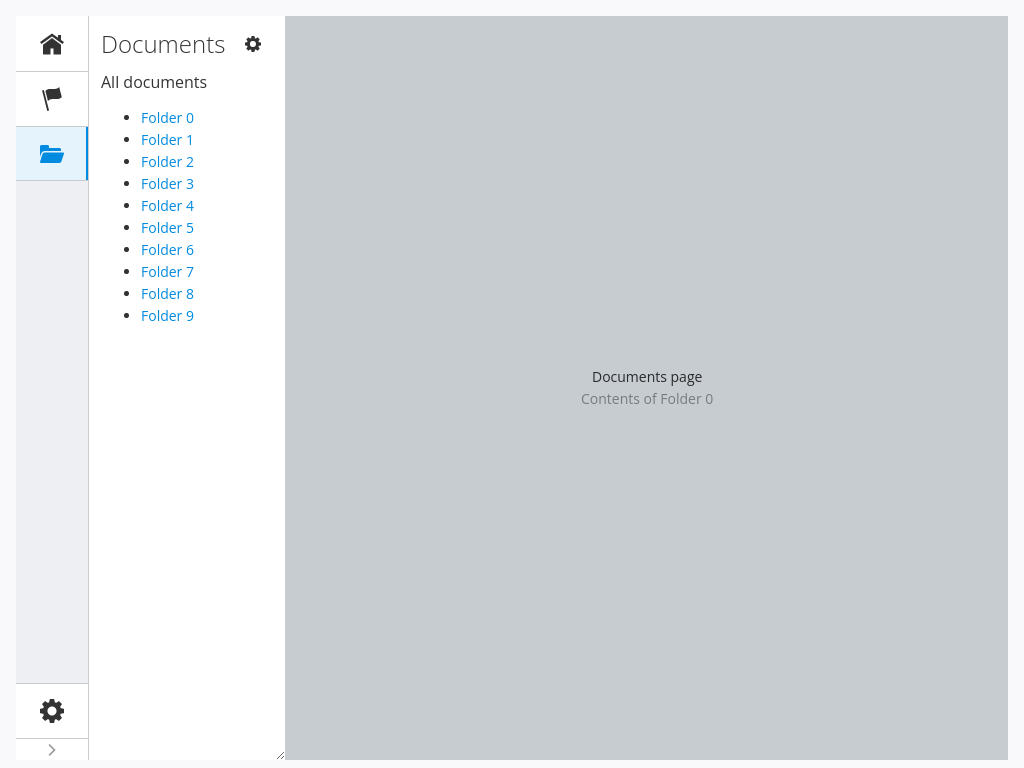 Documents
All documents
Folder 0
Folder 1
Folder 2
Folder 3
Folder 4
Folder 5
Folder 6
Folder 7
Folder 8
Folder 9
Documents page
Contents of Folder 0